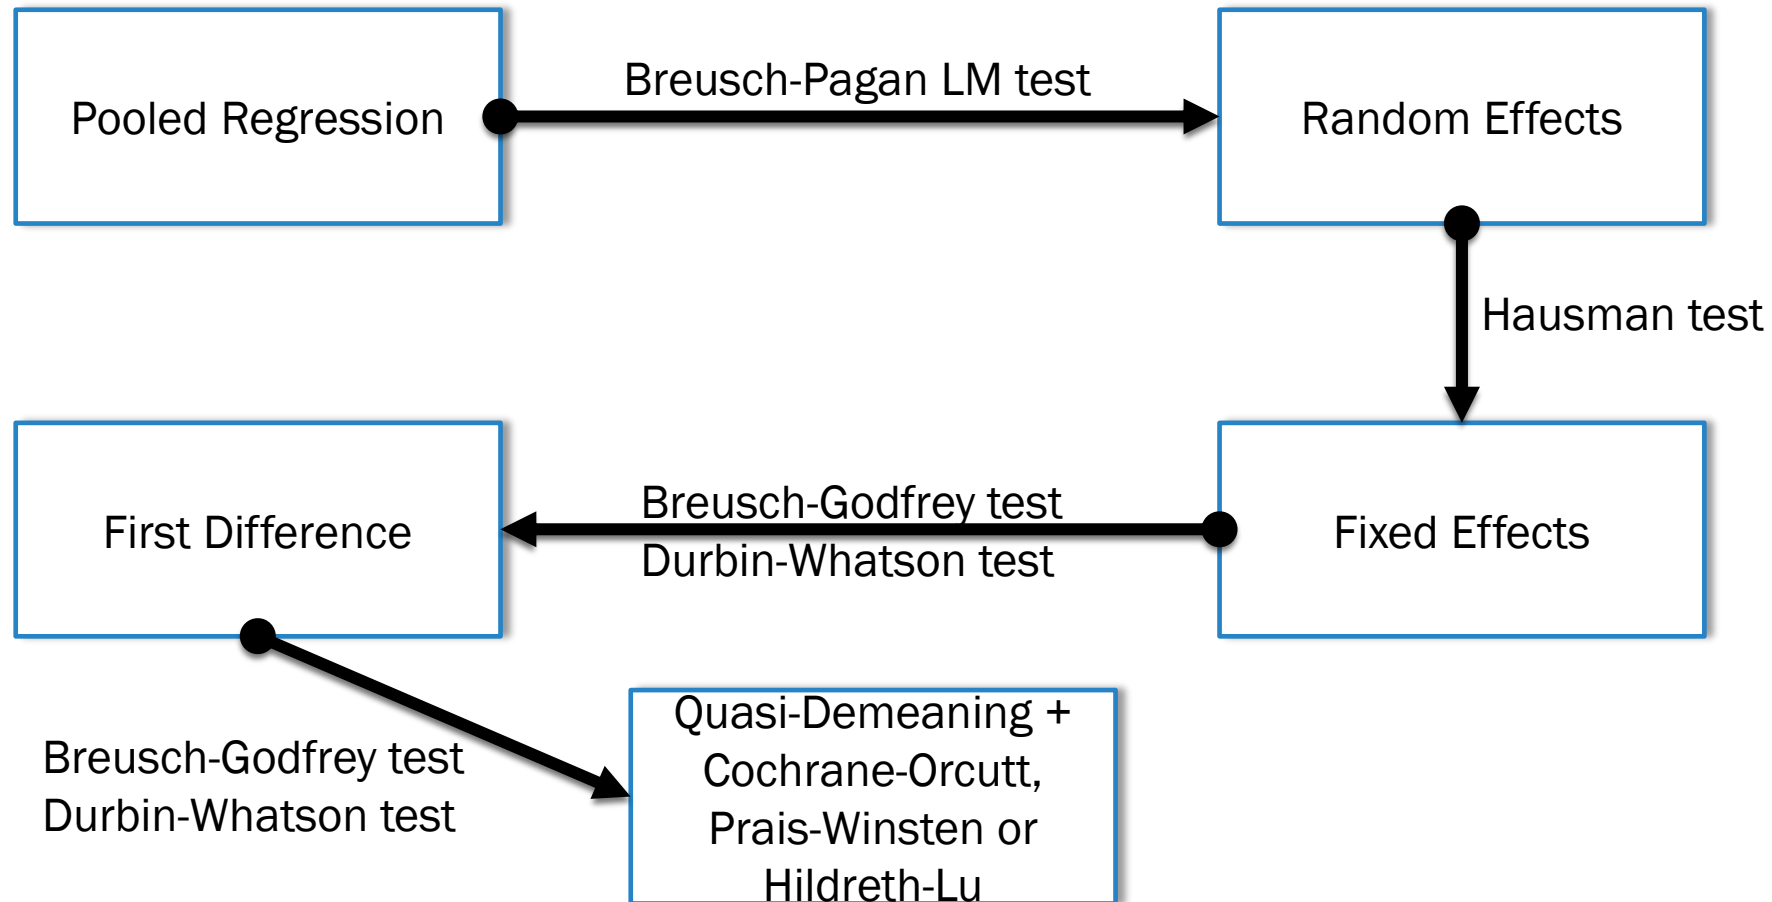 Pooled Regression
Breusch-Pagan LM test
Random Effects
Hausman test
First Difference
Breusch-Godfrey test
Durbin-Whatson test
Fixed Effects
Breusch-Godfrey test
Durbin-Whatson test
Quasi-Demeaning +
Cochrane-Orcutt,
Prais-Winsten or
Hildreth-Lu